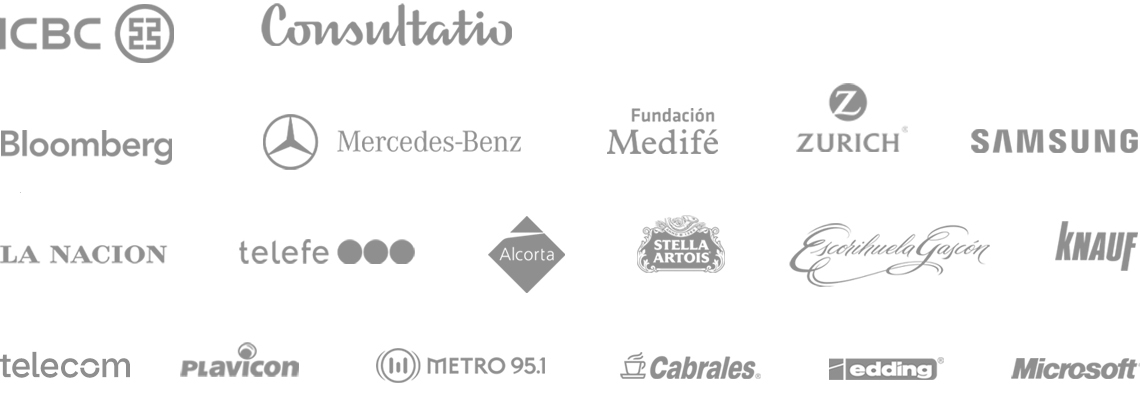 ICBC
Consultatio
Bloomberg
Mercedes-Benz
Fundación
Medifé
Z
ZURICH®
SAMSUNG
LA NACION
telefe
Alcorta
STELLA
ARTOIS
Escorihuela Gascón
KNAUF
telecom
PLAVICON
METRO 95.1
Cabrales®
edding®
Microsoft